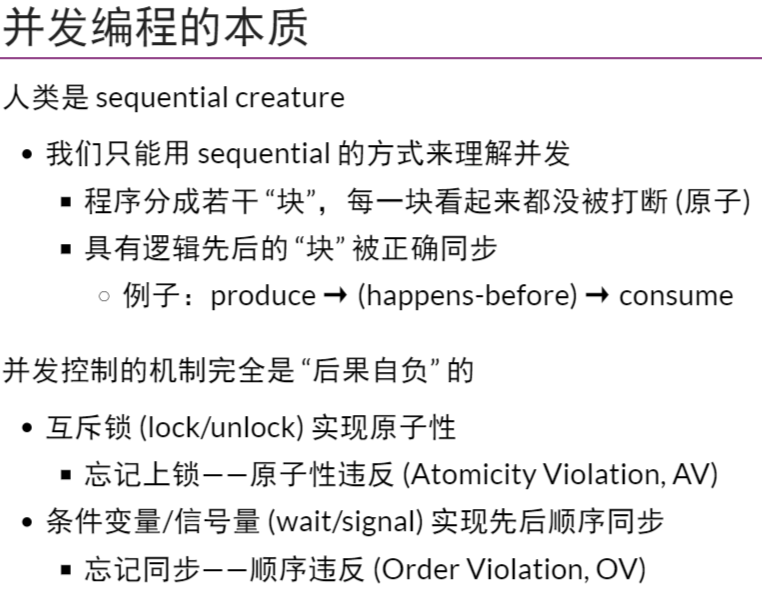 并发编程的本质
人类是 sequential creature
• 我们只能用 sequential 的方式来理解并发
▪ 程序分成若干 “块”，每一块看起来都没被打断 (原子)
▪ 具有逻辑先后的 “块” 被正确同步
○ 例子：produce → (happens-before) → consume
并发控制的机制完全是 “后果自负” 的
• 互斥锁 (lock/unlock) 实现原子性
▪ 忘记上锁——原子性违反 (Atomicity Violation, AV)
• 条件变量/信号量 (wait/signal) 实现先后顺序同步
▪ 忘记同步——顺序违反 (Order Violation, OV)